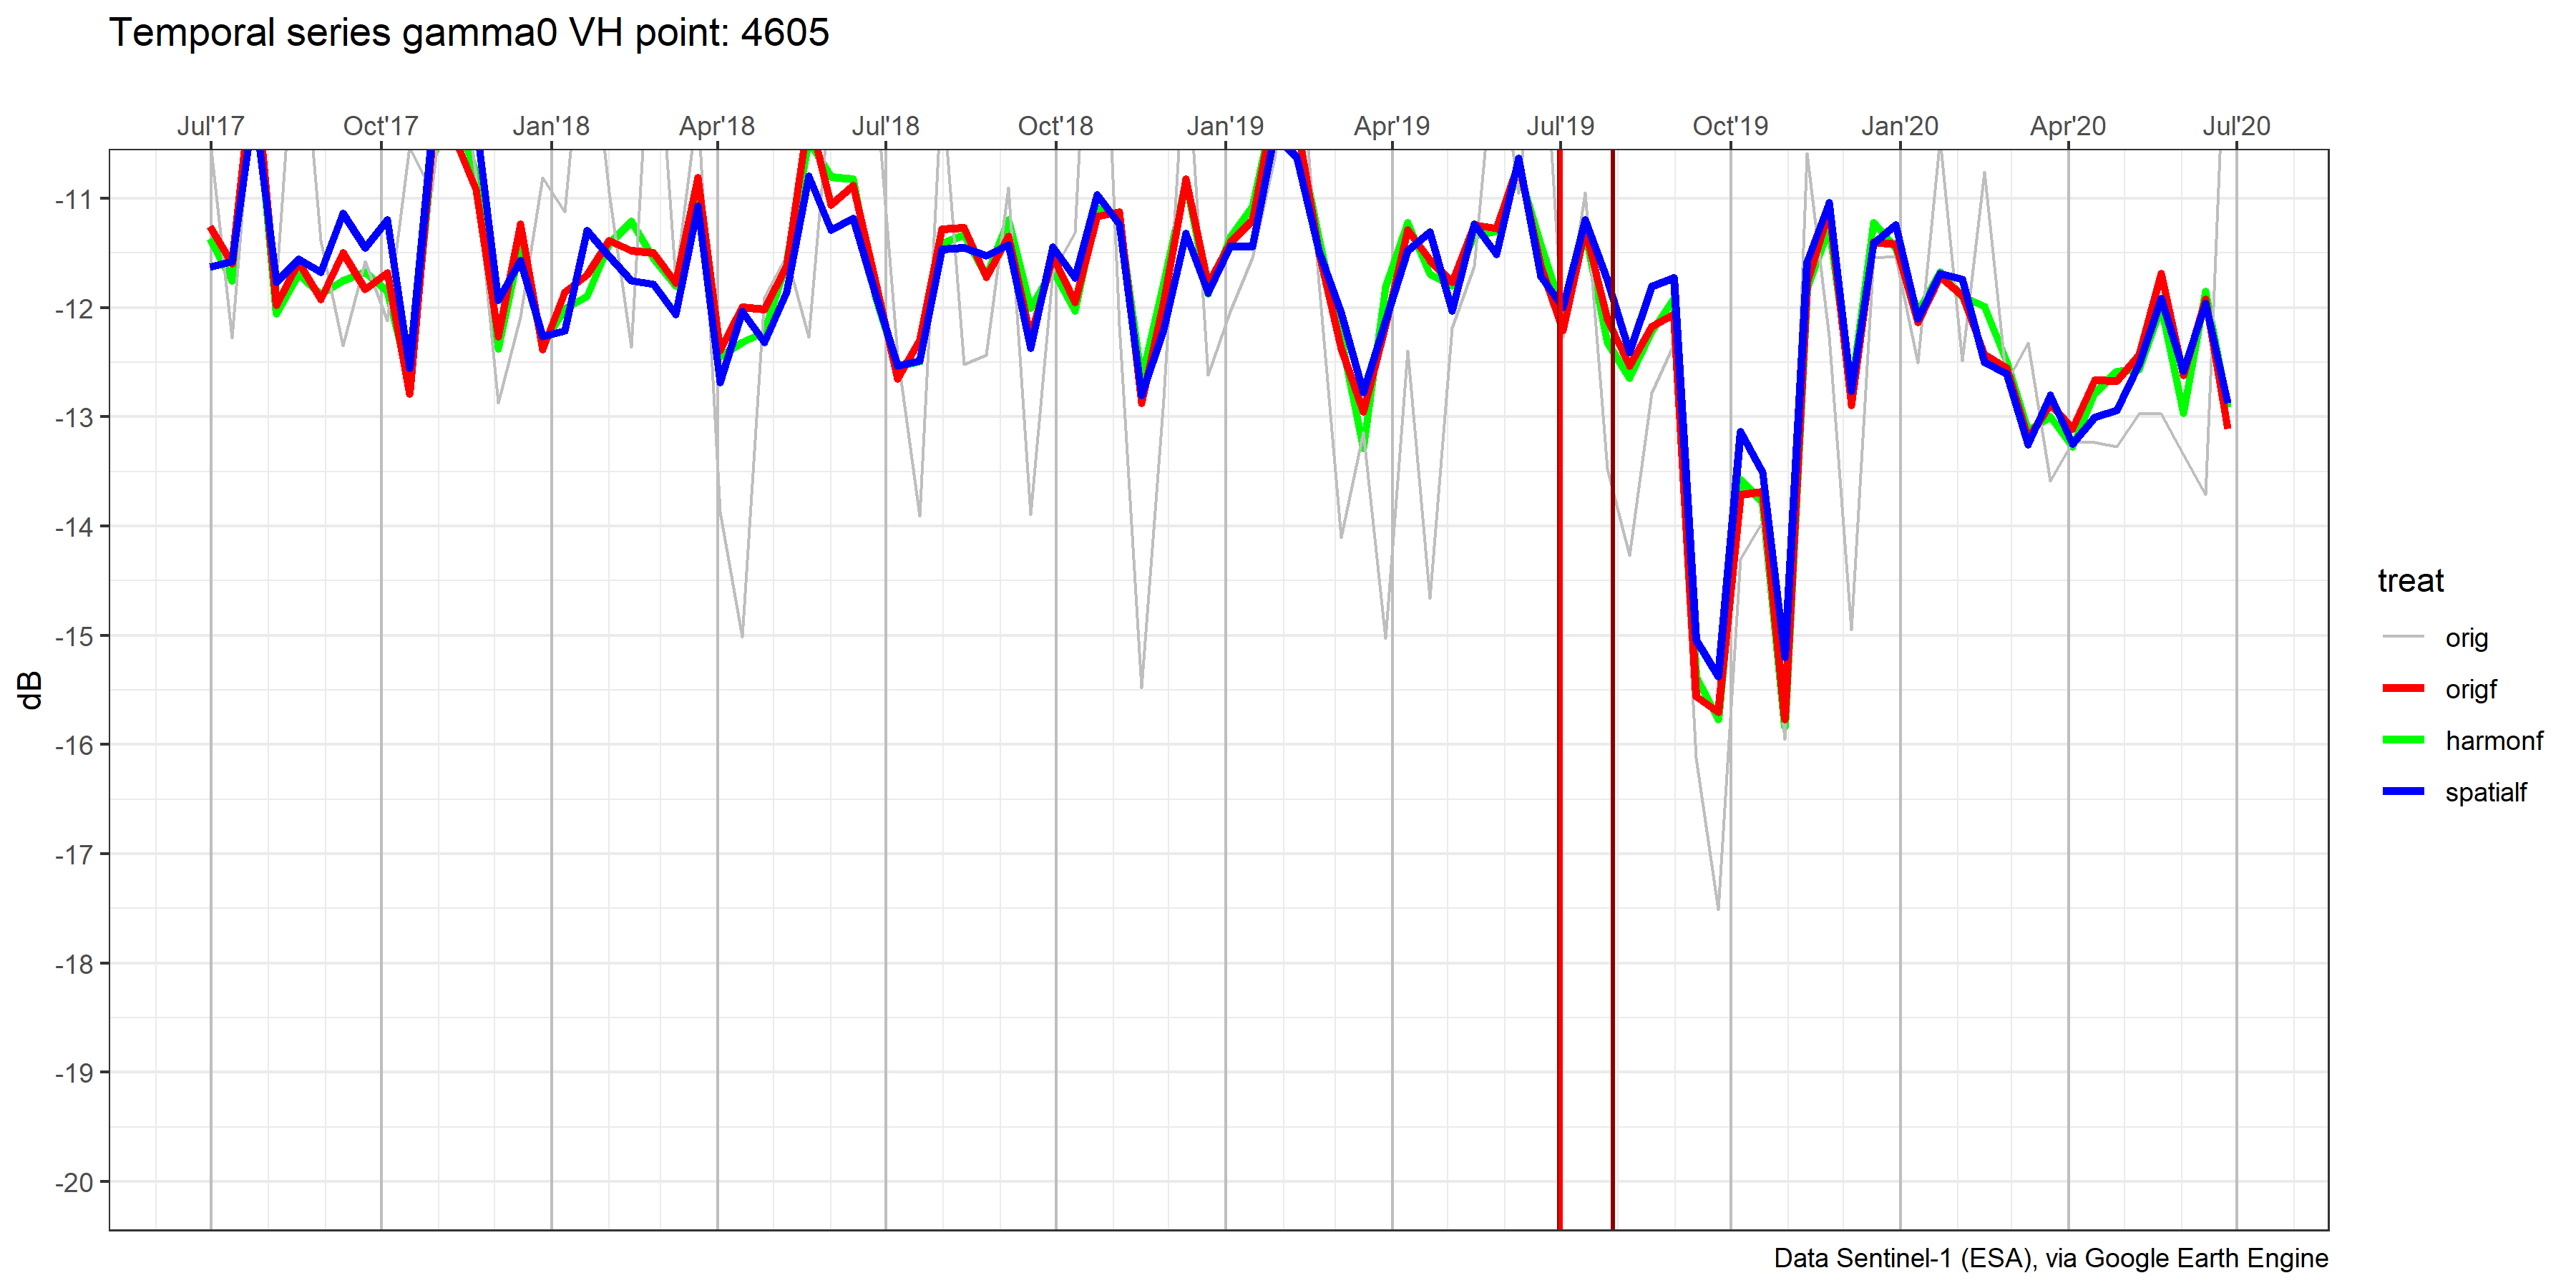 Temporal series gamma0 VH point: 4605
Jul'17 Oct'17 Jan'18 Apr'18 Jul'18 Oct'18 Jan'19 Apr'19 Jul'19 Oct'19 Jan'20 Apr'20 Jul'20
-11
-12
-13
-14
-15
-16
-17
-18
-19
-20
dB
treat
orig
origf
harmonf
spatialf
Data Sentinel-1 (ESA), via Google Earth Engine